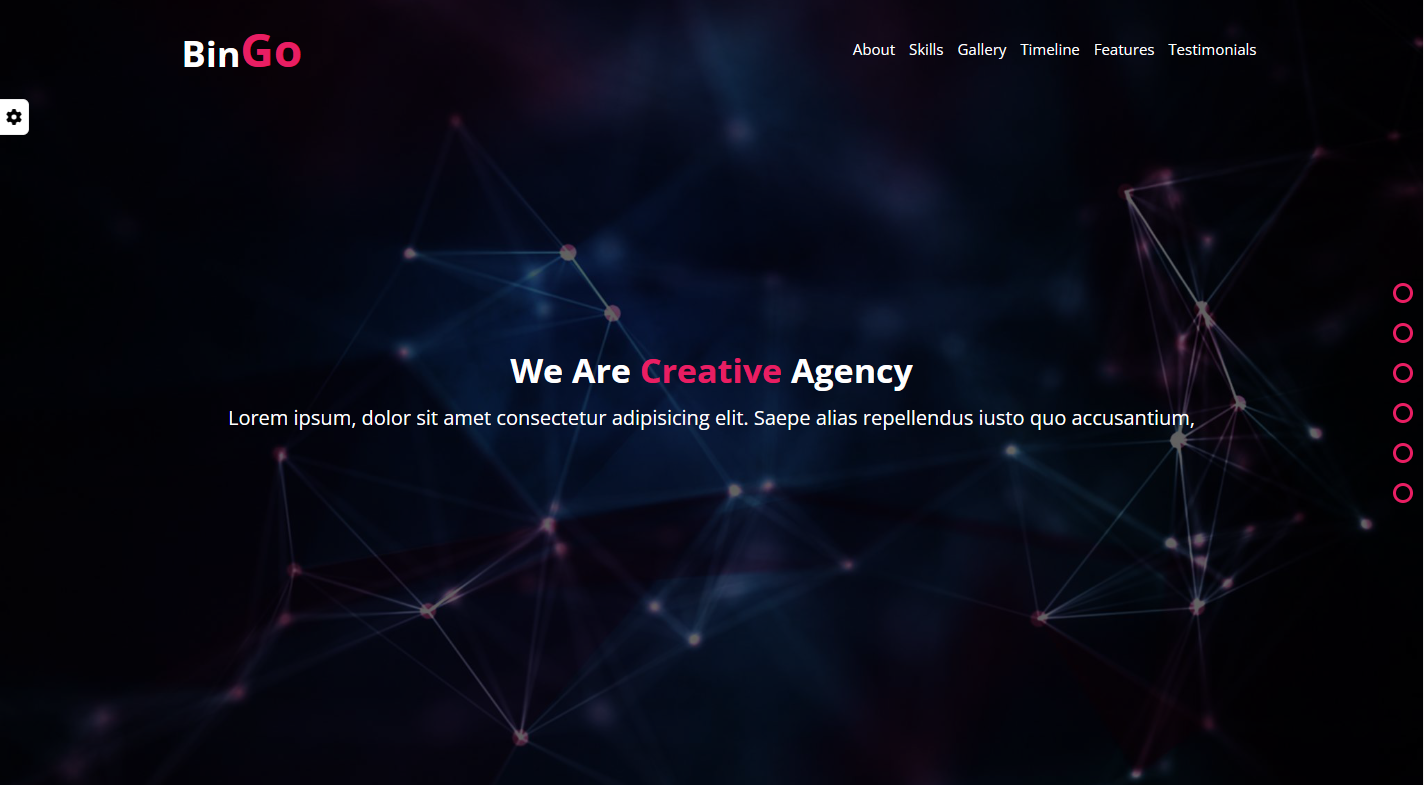 BinGo
About Skills Gallery Timeline Features Testimonials
We Are Creative Agency
Lorem ipsum, dolor sit amet consectetur adipisicing elit. Saepe alias repellendus iusto quo accusantium,